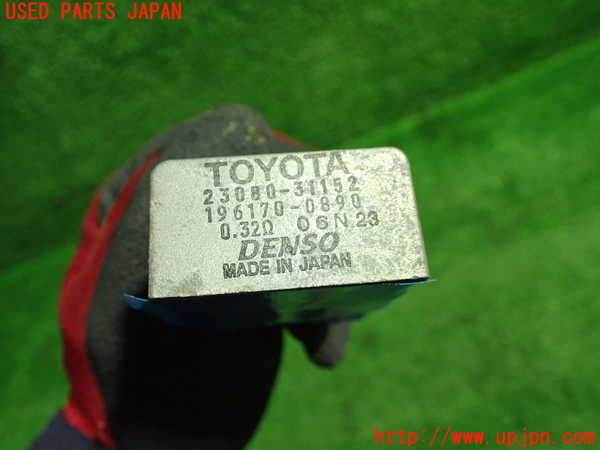 USED PARTS JAPAN
TOYOTA
23080-31152
196170-0890
0.32Ω 06N23
DENSO
MADE IN JAPAN
http://www.upjpn.com/